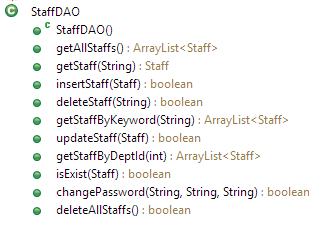 StaffDAO
StaffDAO()
getAllStaffs() : ArrayList<Staff>
getStaff(String) : Staff
insertStaff(Staff) : boolean
deleteStaff(String) : boolean
getStaffByKeyword(String) : ArrayList<Staff>
updateStaff(Staff) : boolean
getStaffByDeptId(int) : ArrayList<Staff>
isExist(Staff) : boolean
changePassword(String, String, String) : boolean
deleteAllStaffs() : boolean